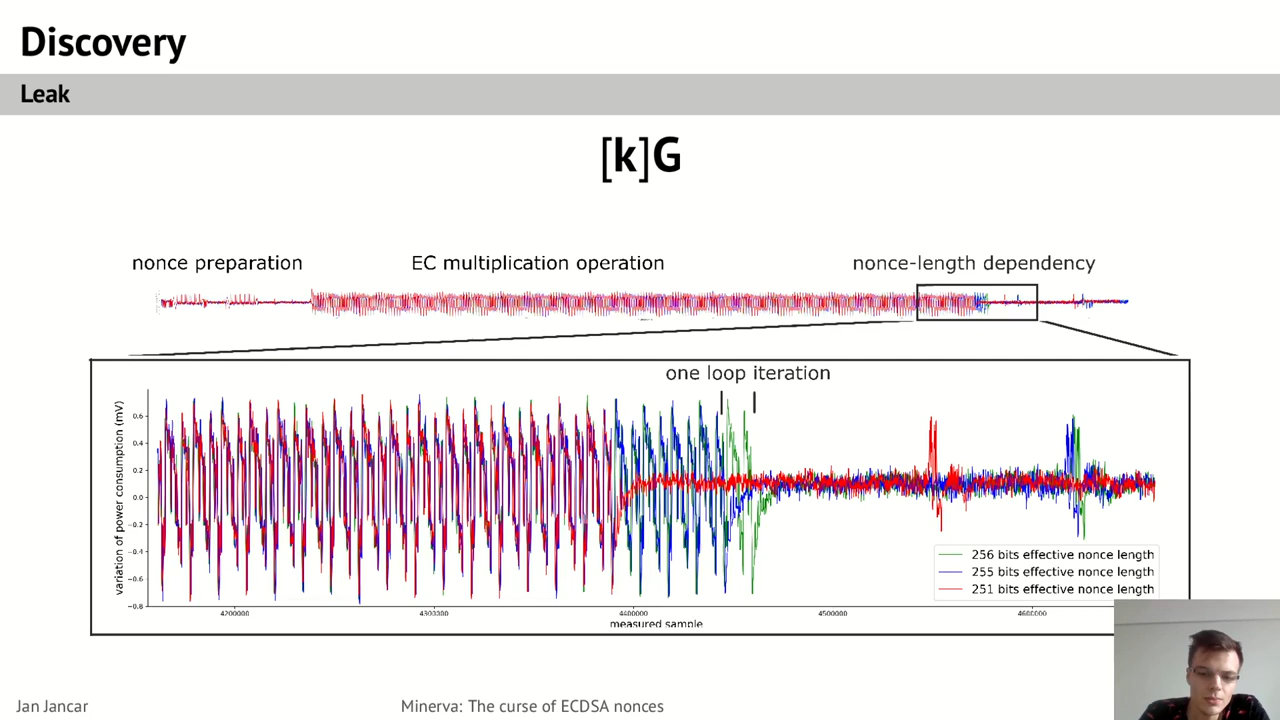 Discovery
Leak
[k]G
nonce preparation
EC multiplication operation
nonce-length dependency
one loop iteration
variation of power consumption (mV)
0.6
0.4
0.2
0.0
−0.2
−0.4
−0.6
−0.8
4200000
4300000
4400000
4500000
4600000
measured sample
256 bits effective nonce length
255 bits effective nonce length
251 bits effective nonce length
Jan Jancar
Minerva: The curse of ECDSA nonces